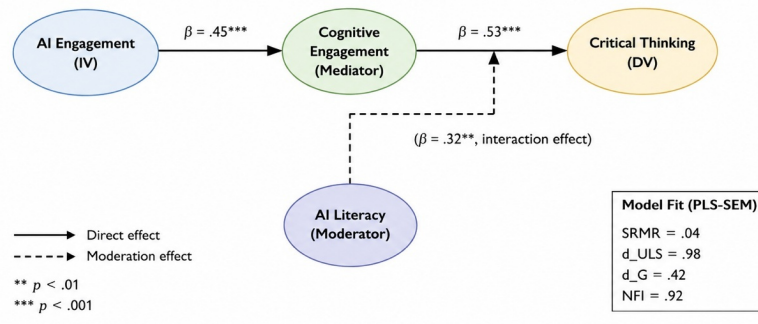 AI Engagement
(IV)
β = .45***
Cognitive
Engagement
(Mediator)
β = .53***
Critical Thinking
(DV)
(β = .32**, interaction effect)
AI Literacy
(Moderator)
Direct effect
Moderation effect
** p < .01
*** p < .001
Model Fit (PLS-SEM)
SRMR = .04
d_ULS = .98
d_G = .42
NFI = .92